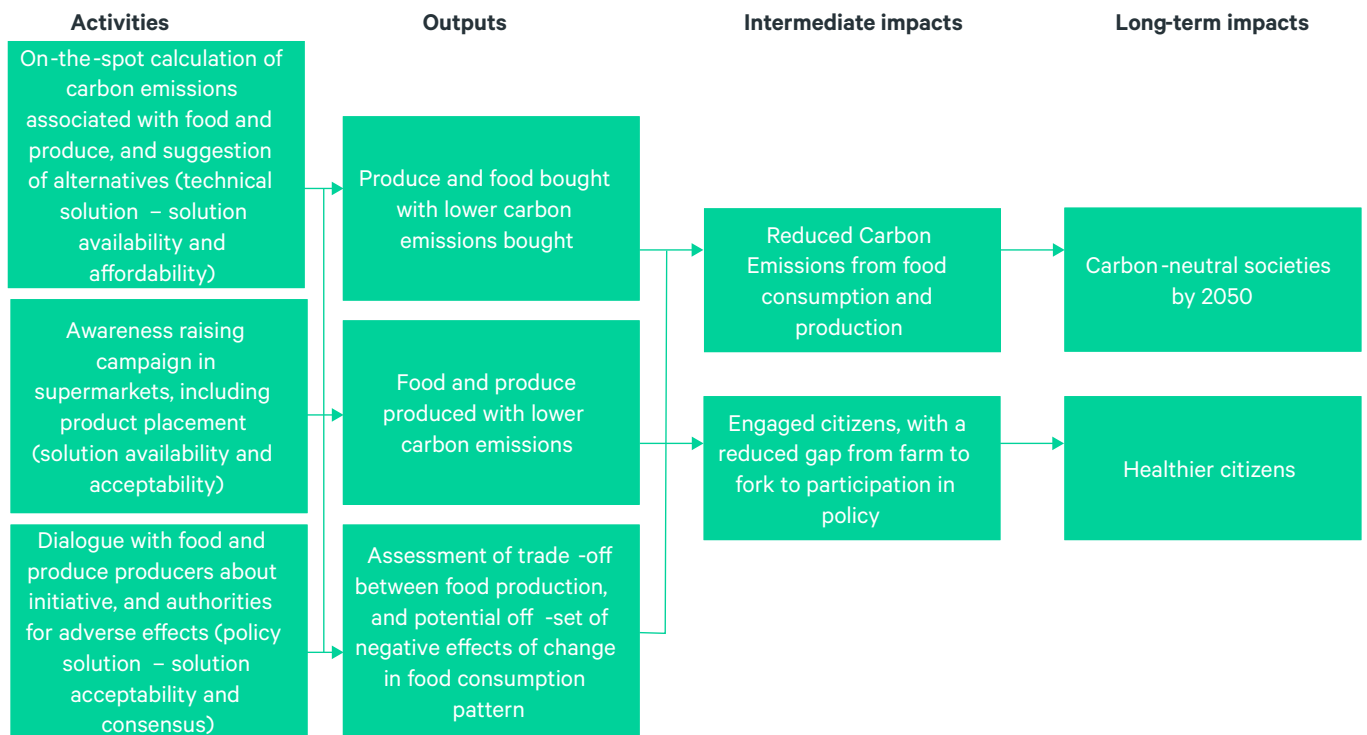 Activities
On-the-spot calculation of
carbon emissions
associated with food and
produce, and suggestion
of alternatives (technical
solution – solution
availability and
affordability)
Awareness raising
campaign in
supermarkets, including
product placement
(solution availability and
acceptability)
Dialogue with food and
produce producers about
initiative, and authorities
for adverse effects (policy
solution – solution
acceptability and
consensus)
Outputs
Produce and food bought
with lower carbon
emissions bought
Food and produce
produced with lower
carbon emissions
Assessment of trade -off
between food production,
and potential off -set of
negative effects of change
in food consumption
pattern
Intermediate impacts
Reduced Carbon
Emissions from food
consumption and
production
Engaged citizens, with a
reduced gap from farm to
fork to participation in
policy
Long-term impacts
Carbon-neutral societies
by 2050
Healthier citizens